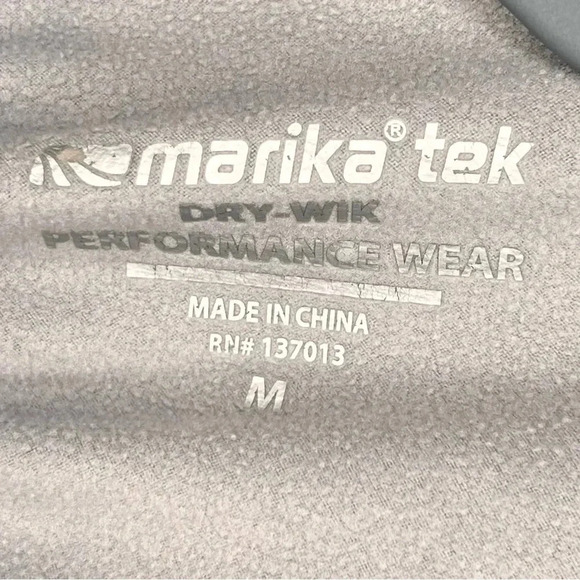 marika® tek
DRY-WIK
PERFORMANCE WEAR
MADE IN CHINA
RN# 137013
M